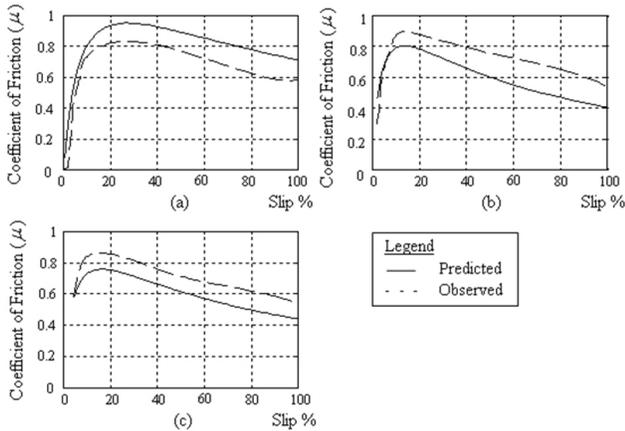 Coefficient of Friction (μ)
1
0.8
0.6
0.4
0.2
0
0 20 40 60 80 100
(a) Slip %
Coefficient of Friction (μ)
1
0.8
0.6
0.4
0.2
0
0 20 40 60 80 100
(b) Slip %
Coefficient of Friction (μ)
1
0.8
0.6
0.4
0.2
0
0 20 40 60 80 100
(c) Slip %
Legend
Predicted
Observed